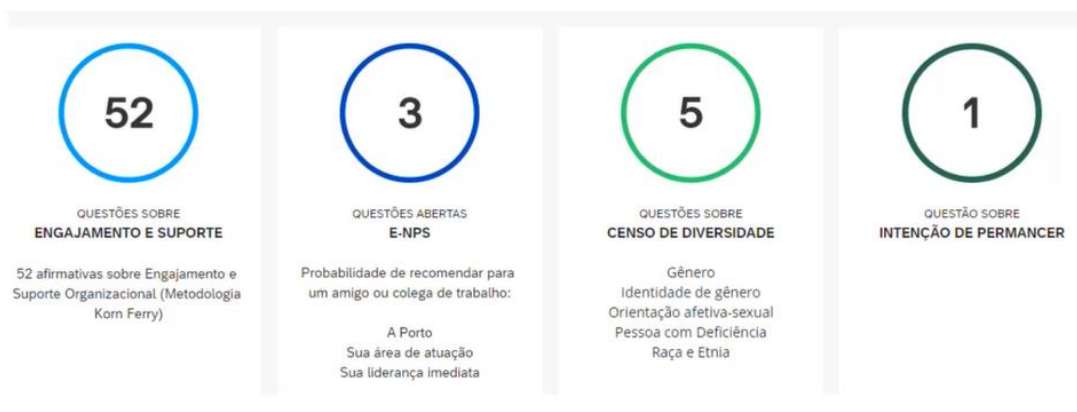 52
QUESTÕES SOBRE
ENGAJAMENTO E SUPORTE
52 afirmativas sobre Engajamento e
Suporte Organizacional (Metodologia
Korn Ferry)
3
QUESTÕES ABERTAS
E-NPS
Probabilidade de recomendar para
um amigo ou colega de trabalho:
A Porto
Sua área de atuação
Sua liderança imediata
5
QUESTÕES SOBRE
CENSO DE DIVERSIDADE
Gênero
Identidade de gênero
Orientação afetiva-sexual
Pessoa com Deficiência
Raça e Etnia
1
QUESTÃO SOBRE
INTENÇÃO DE PERMANCER